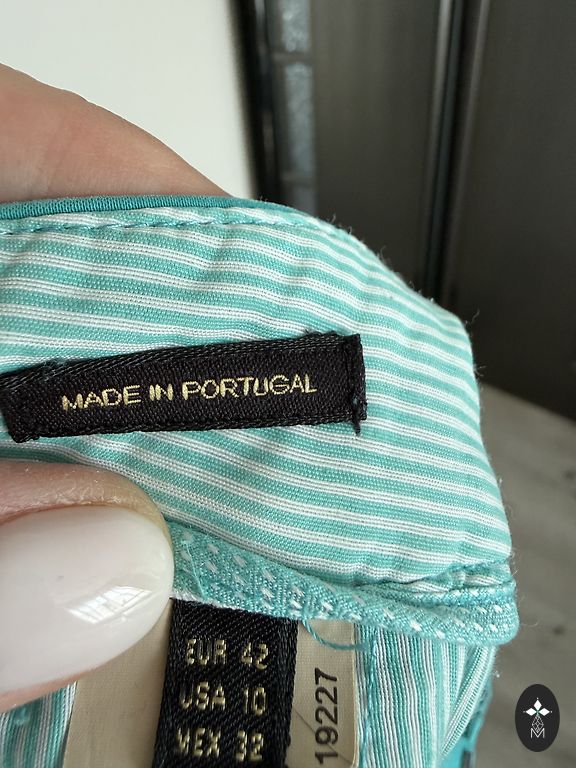 MADE IN PORTUGAL
EUR 42
USA 10
MEX 32
19227